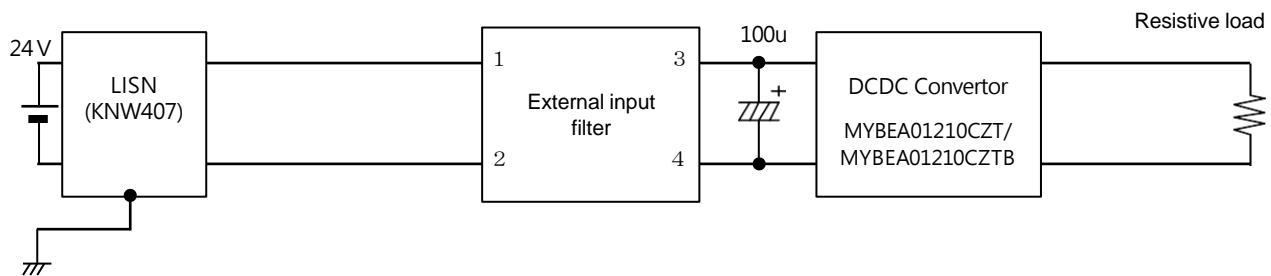 Resistive load
24V
100u
LISN
(KNW407)
1
3
External input
filter
2
4
+
DCDC Convertor
MYBEA01210CZT/
MYBEA01210CZTB